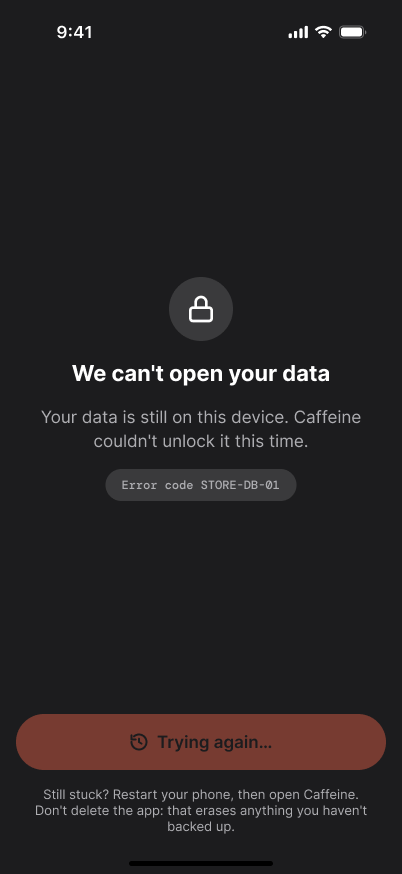 9:41
We can't open your data
Your data is still on this device. Caffeine
couldn't unlock it this time.
Error code STORE-DB-01
Trying again…
Still stuck? Restart your phone, then open Caffeine.
Don't delete the app: that erases anything you haven't
backed up.